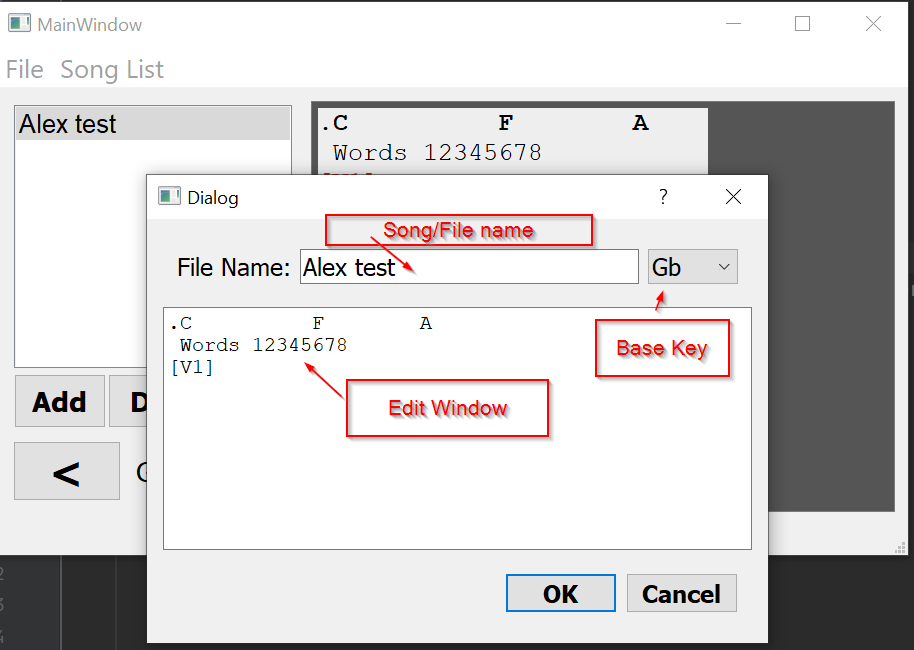 MainWindow
File Song List
Alex test
.C F A
Words 12345678
Dialog ?
Song/File name
File Name: Alex test Gb
.C F A
Words 12345678
[V1]
Base Key
Edit Window
Add D
<
OK Cancel